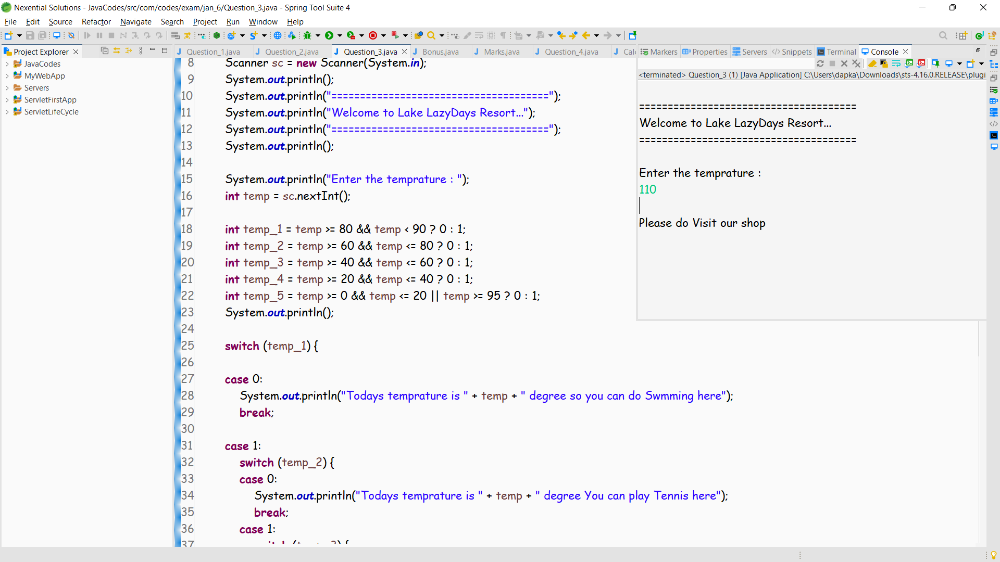 Nexential Solutions - JavaCodes/src/com/codes/exam/jan_6/Question_3.java - Spring Tool Suite 4
File Edit Source Refactor Navigate Search Project Run Window Help
Project Explorer
JavaCodes
MyWebApp
Servers
ServletFirstApp
ServletLifeCycle
Question_1.java Question_2.java Question_3.java Bonus.java Marks.java Question_4.java Calc
8 Scanner sc = new Scanner(System.in);
9 System.out.println();
10 System.out.println("======================================");
11 System.out.println("Welcome to Lake LazyDays Resort...");
12 System.out.println("======================================");
13 System.out.println();
14
15 System.out.println("Enter the temprature : ");
16 int temp = sc.nextInt();
17
18 int temp_1 = temp >= 80 && temp < 90 ? 0 : 1;
19 int temp_2 = temp >= 60 && temp <= 80 ? 0 : 1;
20 int temp_3 = temp >= 40 && temp <= 60 ? 0 : 1;
21 int temp_4 = temp >= 20 && temp <= 40 ? 0 : 1;
22 int temp_5 = temp >= 0 && temp <= 20 || temp >= 95 ? 0 : 1;
23 System.out.println();
24
25 switch (temp_1) {
26
27 case 0:
28 System.out.println("Todays temprature is " + temp + " degree so you can do Swmming here");
29 break;
30
31 case 1:
32 switch (temp_2) {
33 case 0:
34 System.out.println("Todays temprature is " + temp + " degree You can play Tennis here");
35 break;
36 case 1:
37
Markers Properties Servers Snippets Terminal Console
<terminated> Question_3 (1) [Java Application] C:\Users\dapka\Downloads\sts-4.16.0.RELEASE\plugi
======================================
Welcome to Lake LazyDays Resort...
======================================
Enter the temprature :
110
Please do Visit our shop